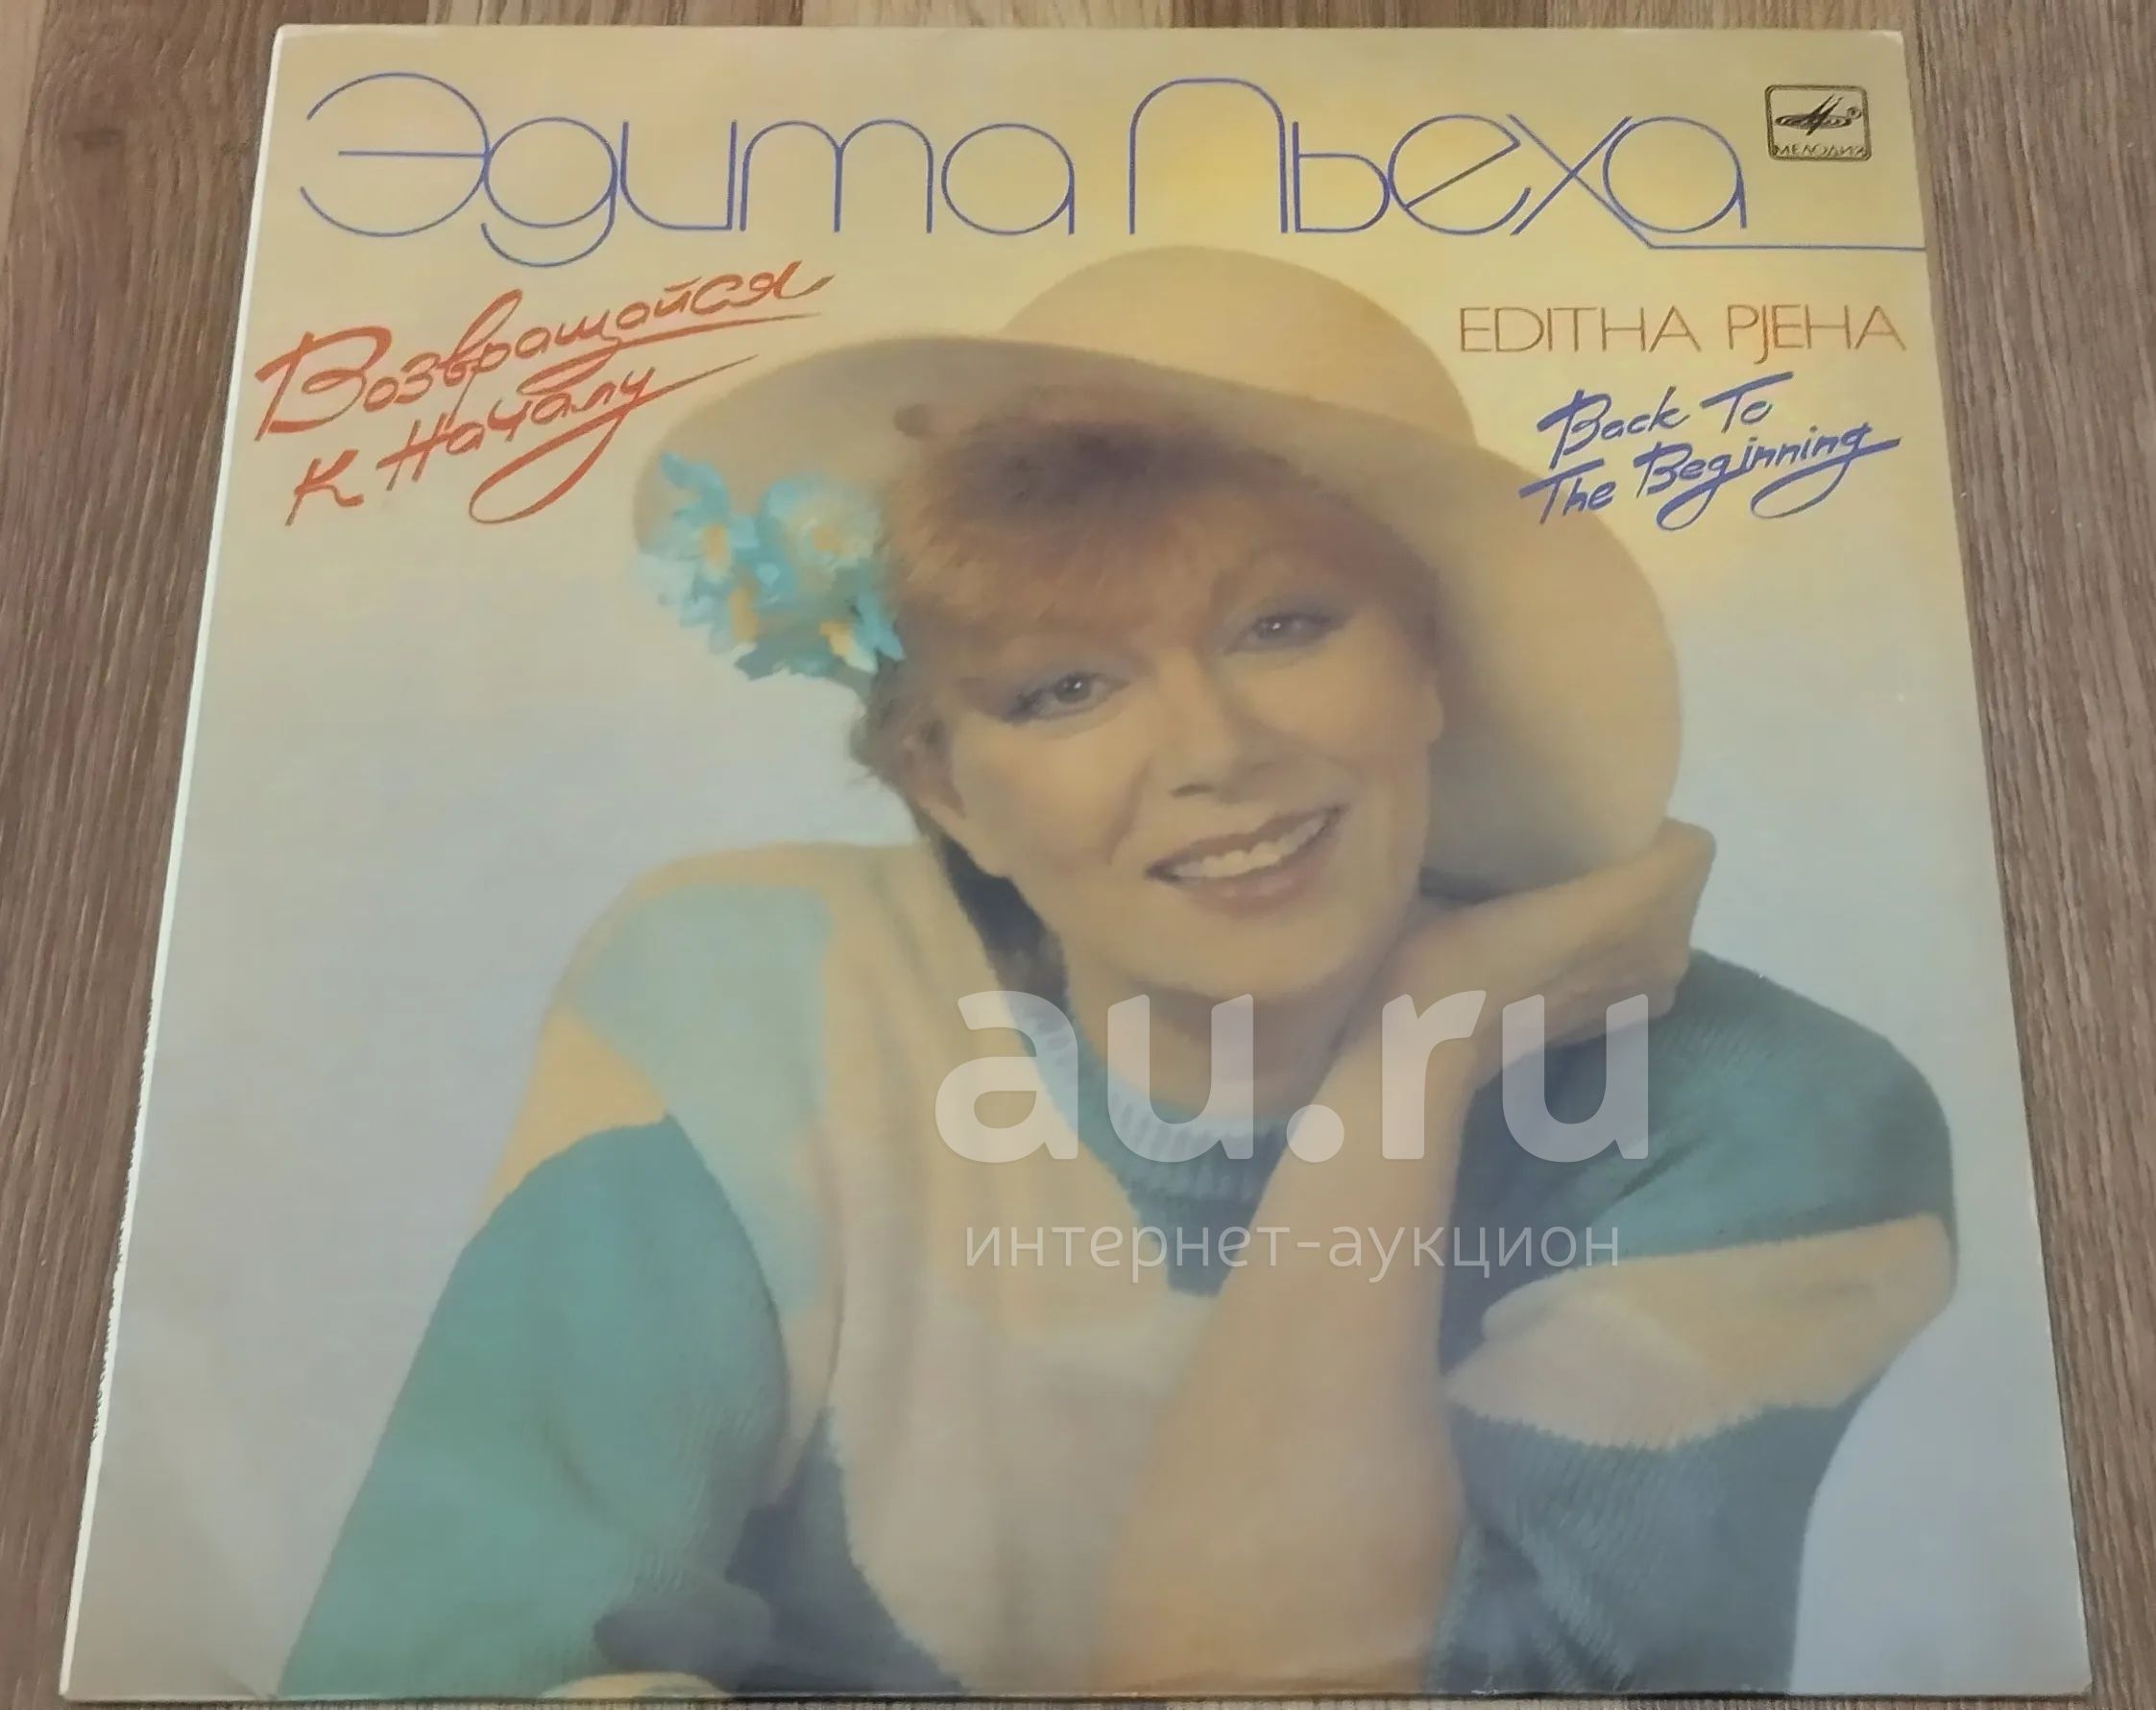 Эдита Пьеха
МЕЛОДИЯ
Возвращайся
к началу
EDITHA PJEHA
Back To
The Beginning
au.ru
интернет-аукцион